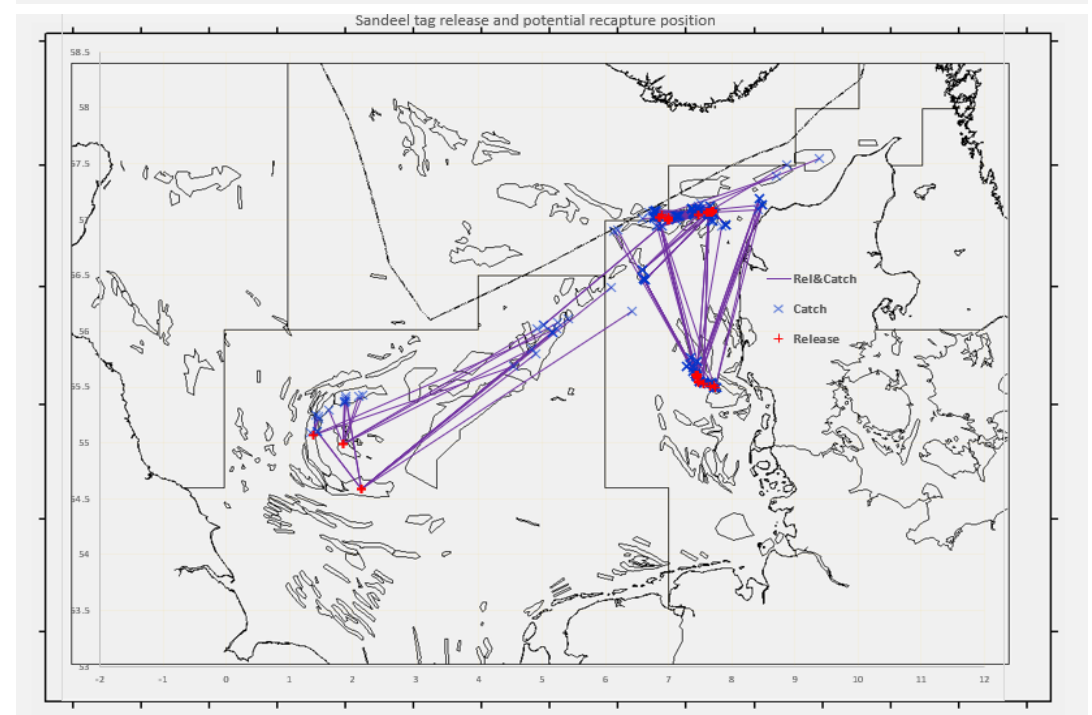 Sandeel tag release and potential recapture position
58.5
58
57.5
57
56.5
56
55.5
55
54.5
54
53.5
53
Rel&Catch
Catch
Release
-2 -1 0 1 2 3 4 5 6 7 8 9 10 11 12